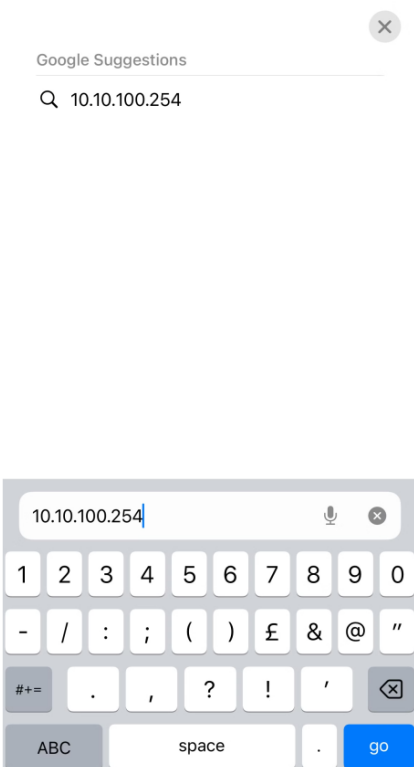 Google Suggestions
10.10.100.254
10.10.100.254
1 2 3 4 5 6 7 8 9 0
- / : ; ( ) £ & @ "
#+= . , ? ! '
ABC space . go